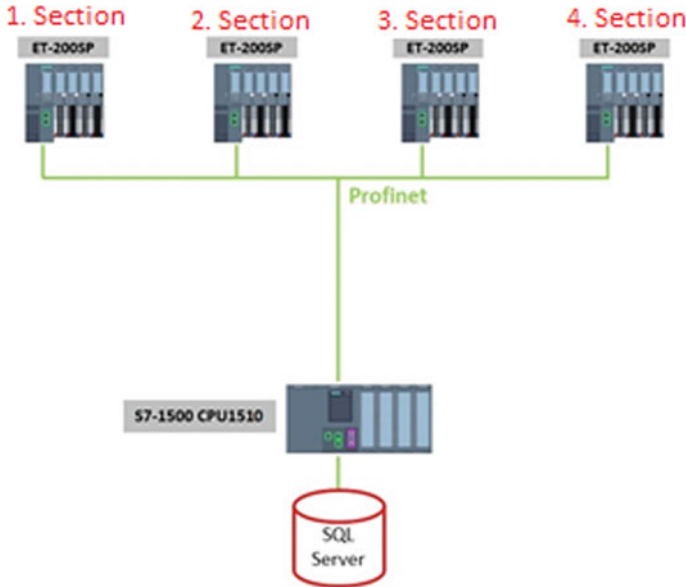 1. Section
2. Section
3. Section
4. Section
ET-200SP
ET-200SP
ET-200SP
ET-200SP
Profinet
S7-1500 CPU1510
SQL
Server